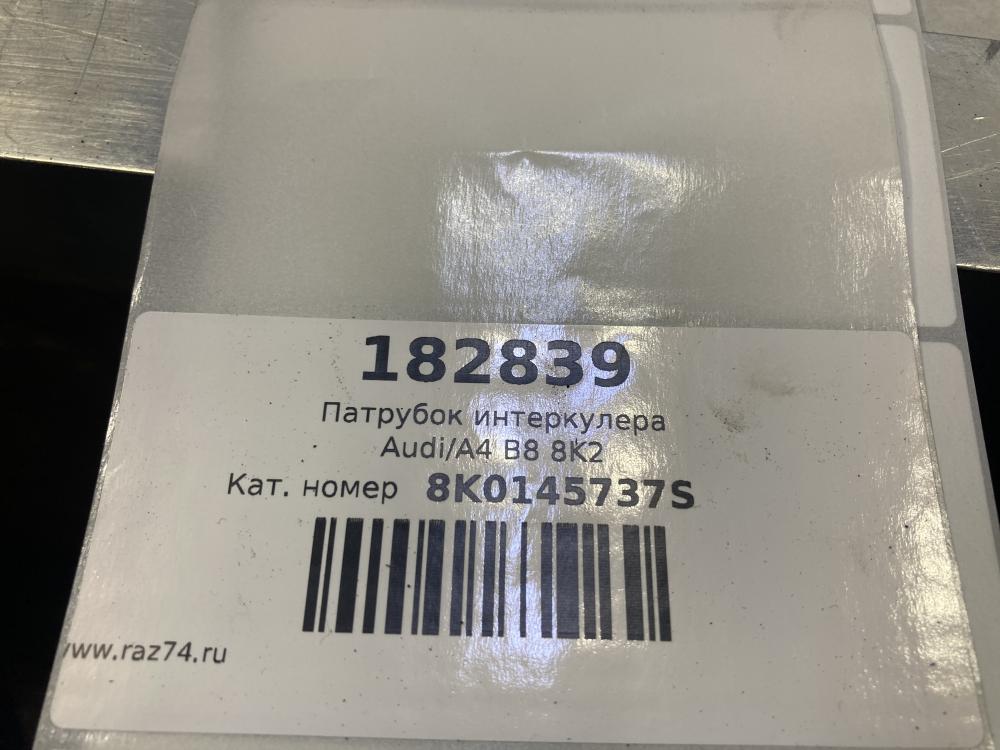 182839
Патрубок интеркулера
Audi/A4 B8 8K2
Кат. номер 8K0145737S
www.raz74.ru